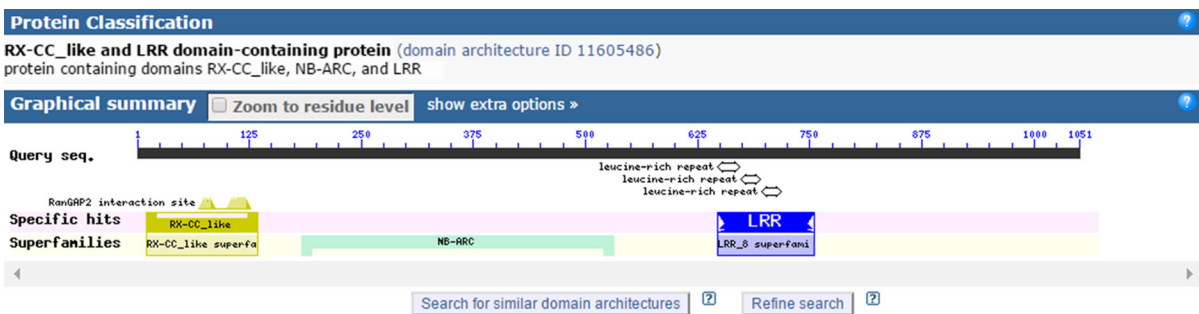 Protein Classification
?
RX-CC_like and LRR domain-containing protein (domain architecture ID 11605486)
protein containing domains RX-CC_like, NB-ARC, and LRR
Graphical summary Zoom to residue level show extra options »
?
1 125 250 375 500 625 750 875 1000 1051
Query seq.
leucine-rich repeat
leucine-rich repeat
leucine-rich repeat
RanGAP2 interaction site
Specific hits RX-CC_like LRR
Superfamilies RX-CC_like superfa NB-ARC LRR_8 superfami
Search for similar domain architectures ? Refine search ?